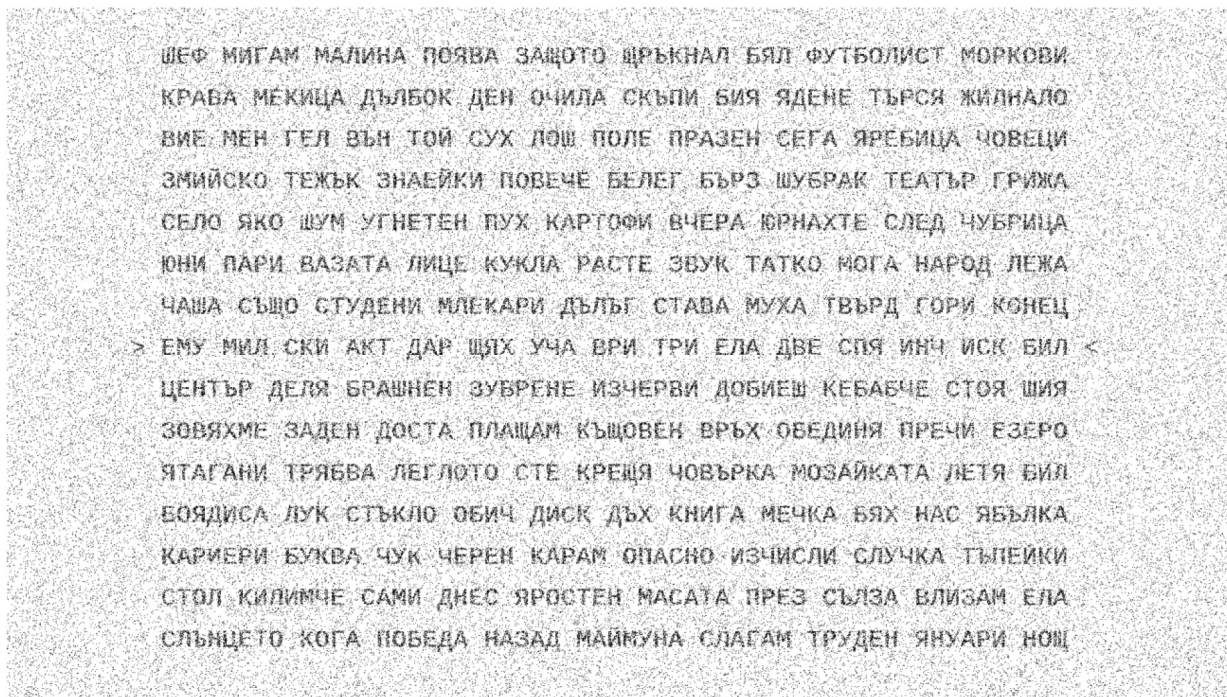 ШЕФ МИГАМ МАЛИНА ПОЯВА ЗАЩОТО ЩРЪКНАЛ БЯЛ ФУТБОЛИСТ МОРКОВИ
КРАВА МЕКИЦА ДЪЛБОК ДЕН ОЧИЛА СКЪПИ БИЯ ЯДЕНЕ ТЪРСЯ ЖИЛНАЛО
ВИЕ МЕН ГЕЛ ВЪН ТОЙ СУХ ЛОШ ПОЛЕ ПРАЗЕН СЕГА ЯРЕБИЦА ЧОВЕЦИ
ЗМИЙСКО ТЕЖЪК ЗНАЕЙКИ ПОВЕЧЕ БЕЛЕГ БЪРЗ ШУБРАК ТЕАТЪР ГРИЖА
СЕЛО ЯКО ШУМ УГНЕТЕН ПУХ КАРТОФИ ВЧЕРА ЮРНАХТЕ СЛЕД ЧУБРИЦА
ЮНИ ПАРИ ВАЗАТА ЛИЦЕ КУКЛА РАСТЕ ЗВУК ТАТКО МОГА НАРОД ЛЕЖА
ЧАША СЪЩО СТУДЕНИ МЛЕКАРИ ДЪЛЪГ СТАВА МУХА ТВЪРД ГОРИ КОНЕЦ
> ЕМУ МИЛ СКИ АКТ ДАР ЩЯХ УЧА ВРИ ТРИ ЕЛА ДВЕ СПЯ ИНЧ ИСК БИЛ <
ЦЕНТЪР ДЕЛЯ БРАШНЕН ЗУБРЕНЕ ИЗЧЕРВИ ДОБИЕШ КЕБАБЧЕ СТОЯ ШИЯ
ЗОВЯХМЕ ЗАДЕН ДОСТА ПЛАЩАМ КЪЩОВЕН ВРЪХ ОБЕДИНЯ ПРЕЧИ ЕЗЕРО
ЯТАГАНИ ТРЯБВА ЛЕГЛОТО СТЕ КРЕЩЯ ЧОВЪРКА МОЗАЙКАТА ЛЕТЯ БИЛ
БОЯДИСА ЛУК СТЪКЛО ОБИЧ ДИСК ДЪХ КНИГА МЕЧКА БЯХ НАС ЯБЪЛКА
КАРИЕРИ БУКВА ЧУК ЧЕРЕН КАРАМ ОПАСНО ИЗЧИСЛИ СЛУЧКА ТЪПЕЙКИ
СТОЛ КИЛИМЧЕ САМИ ДНЕС ЯРОСТЕН МАСАТА ПРЕЗ СЪЛЗА ВЛИЗАМ ЕЛА
СЛЪНЦЕТО КОГА ПОБЕДА НАЗАД МАЙМУНА СЛАГАМ ТРУДЕН ЯНУАРИ НОЩ